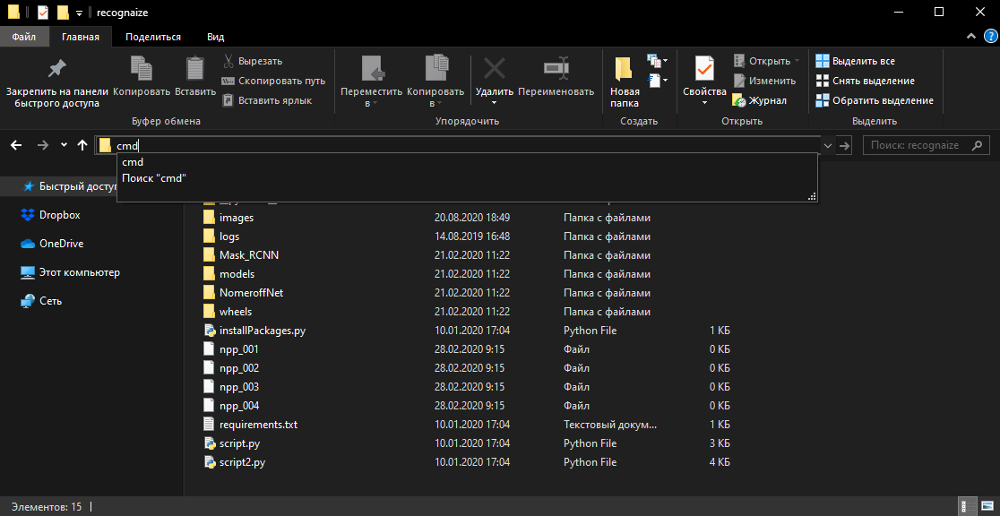 recognaize
Файл Главная Поделиться Вид
Закрепить на панели быстрого доступа
Копировать
Вставить
Вырезать
Скопировать путь
Вставить ярлык
Буфер обмена
Переместить в
Копировать в
Удалить
Переименовать
Упорядочить
Новая папка
Создать
Свойства
Открыть
Изменить
Журнал
Открыть
Выделить все
Снять выделение
Обратить выделение
Выделить
cmd
Поиск: recognaize
cmd
Поиск "cmd"
Быстрый доступ
Dropbox
OneDrive
Этот компьютер
Сеть
images 20.08.2020 18:49 Папка с файлами
logs 14.08.2019 16:48 Папка с файлами
Mask_RCNN 21.02.2020 11:22 Папка с файлами
models 21.02.2020 11:22 Папка с файлами
NomeroffNet 21.02.2020 11:22 Папка с файлами
wheels 21.02.2020 11:22 Папка с файлами
installPackages.py 10.01.2020 17:04 Python File 1 КБ
npp_001 28.02.2020 9:15 Файл 0 КБ
npp_002 28.02.2020 9:15 Файл 0 КБ
npp_003 28.02.2020 9:15 Файл 0 КБ
npp_004 28.02.2020 9:15 Файл 0 КБ
requirements.txt 10.01.2020 17:04 Текстовый докум... 1 КБ
script.py 10.01.2020 17:04 Python File 3 КБ
script2.py 10.01.2020 17:04 Python File 4 КБ
Элементов: 15